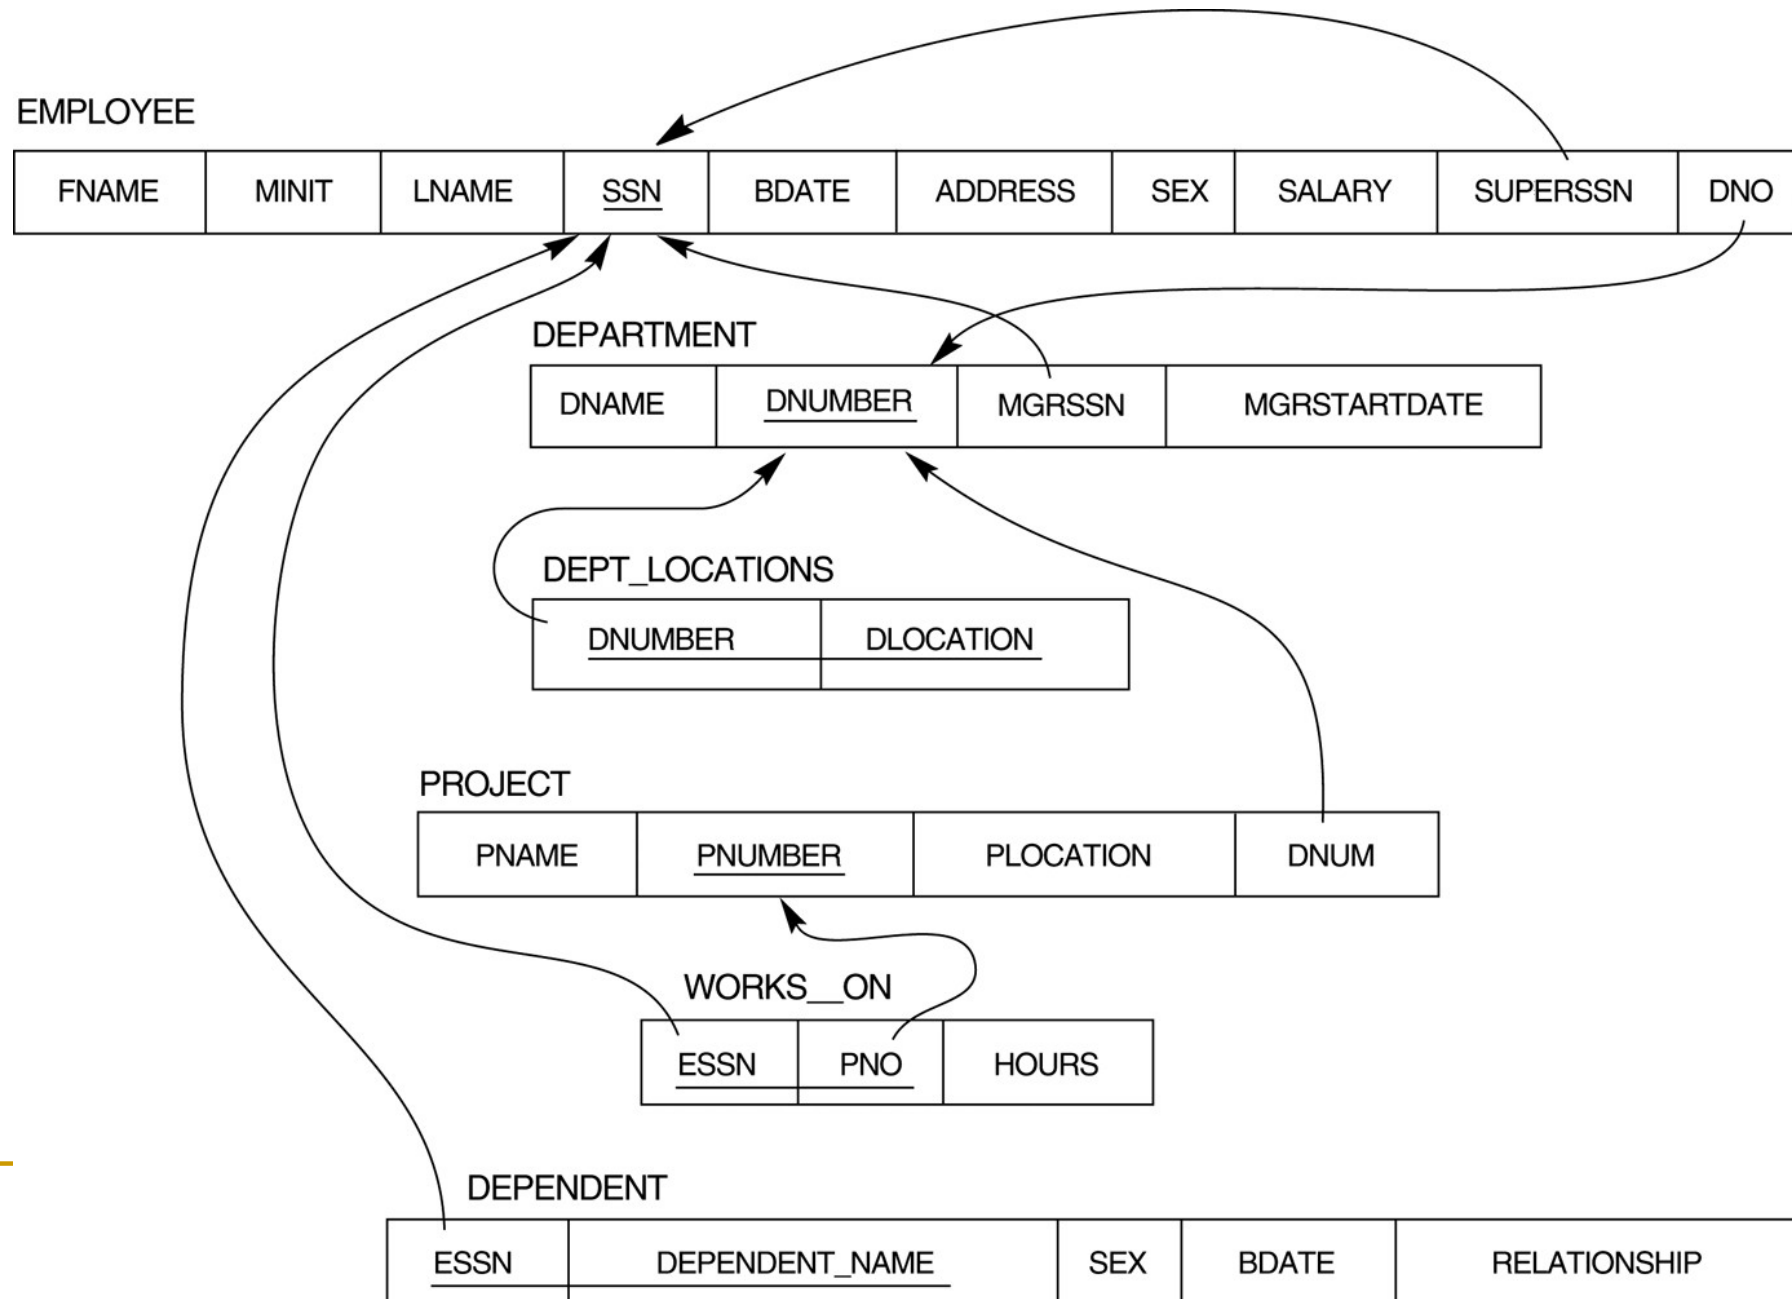 EMPLOYEE
FNAME MINIT LNAME SSN BDATE ADDRESS SEX SALARY SUPERSSN DNO
DEPARTMENT
DNAME DNUMBER MGRSSN MGRSTARTDATE
DEPT_LOCATIONS
DNUMBER DLOCATION
PROJECT
PNAME PNUMBER PLOCATION DNUM
WORKS__ON
ESSN PNO HOURS
DEPENDENT
ESSN DEPENDENT_NAME SEX BDATE RELATIONSHIP